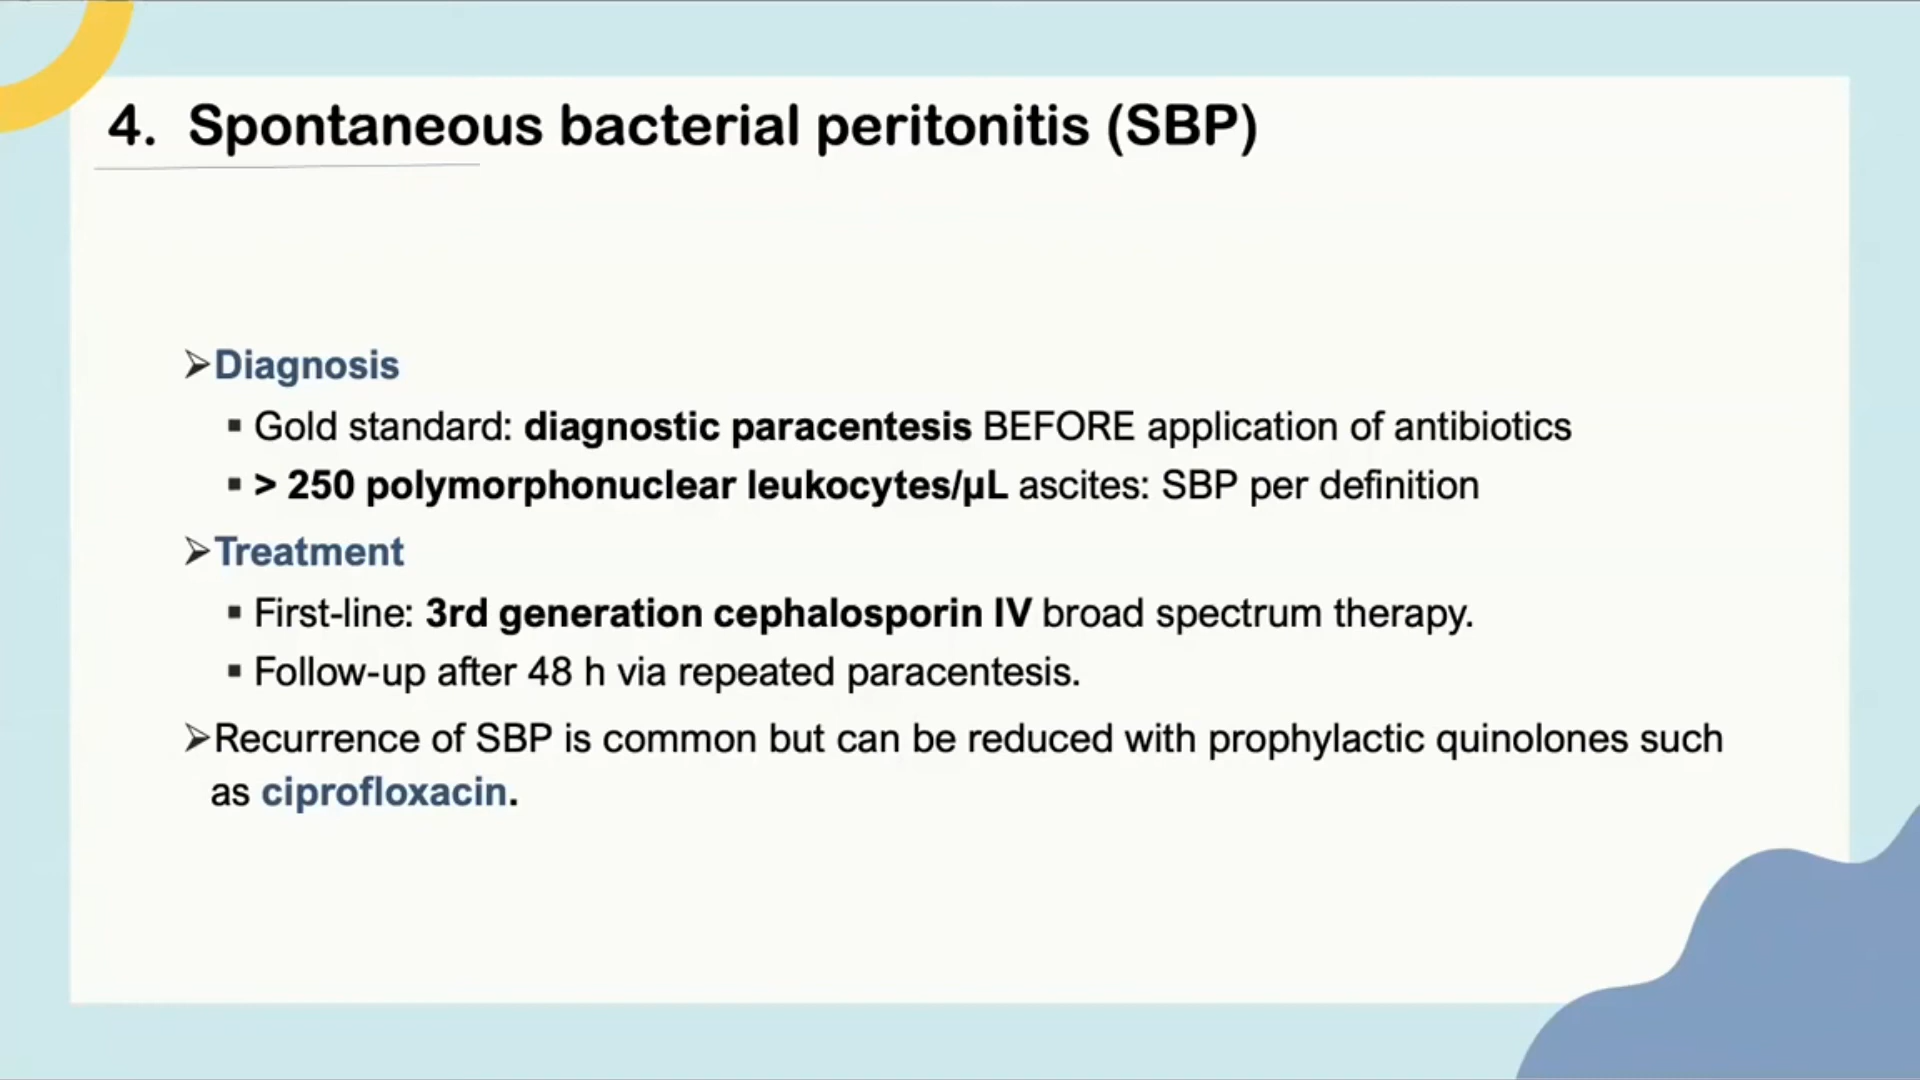 4. Spontaneous bacterial peritonitis (SBP)
➢Diagnosis
▪ Gold standard: diagnostic paracentesis BEFORE application of antibiotics
▪ > 250 polymorphonuclear leukocytes/µL ascites: SBP per definition
➢Treatment
▪ First-line: 3rd generation cephalosporin IV broad spectrum therapy.
▪ Follow-up after 48 h via repeated paracentesis.
➢Recurrence of SBP is common but can be reduced with prophylactic quinolones such
as ciprofloxacin.